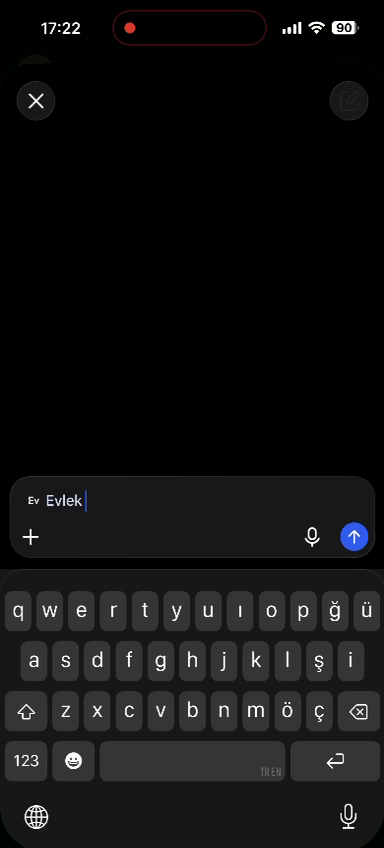 17:22
90
Ev Evlek
q w e r t y u ı o p ğ ü
a s d f g h j k l ş i
z x c v b n m ö ç
123
TR EN